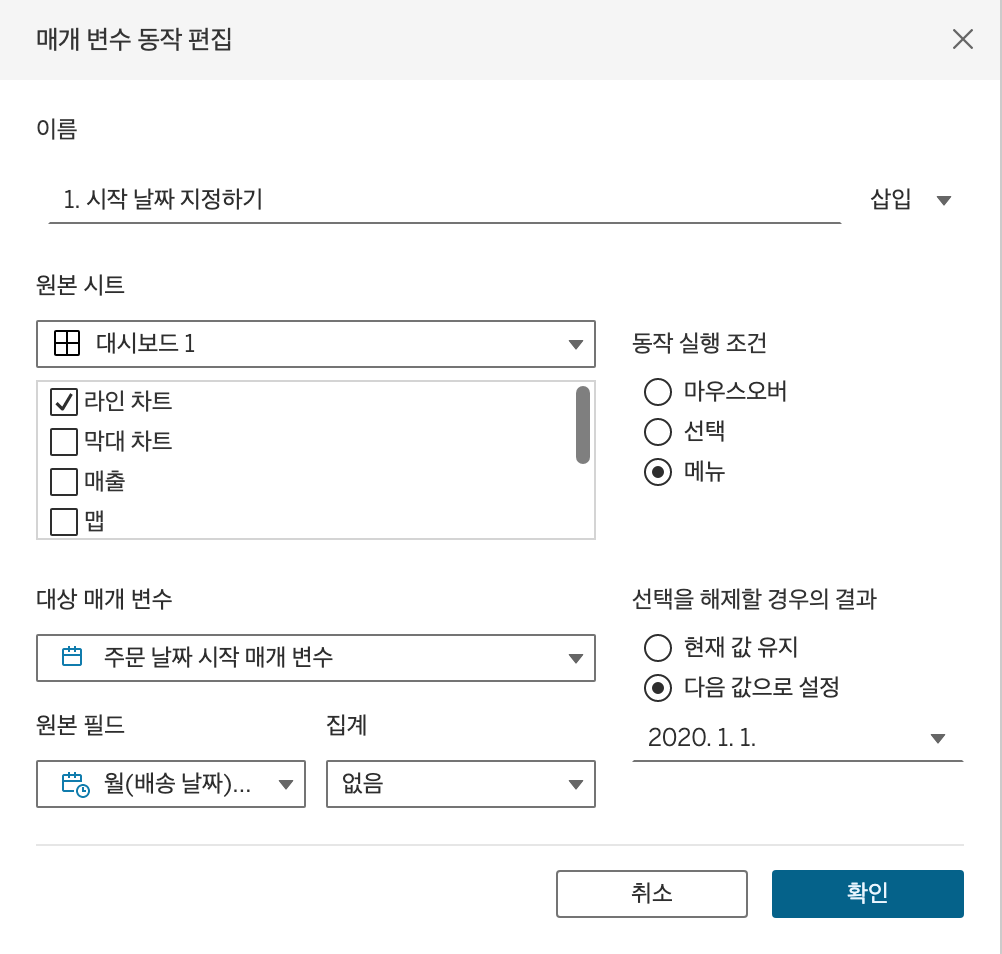 매개 변수 동작 편집
이름
1. 시작 날짜 지정하기
삽입
원본 시트
대시보드 1
라인 차트
막대 차트
매출
맵
동작 실행 조건
마우스오버
선택
메뉴
대상 매개 변수
주문 날짜 시작 매개 변수
원본 필드
월(배송 날짜)...
집계
없음
선택을 해제할 경우의 결과
현재 값 유지
다음 값으로 설정
2020. 1. 1.
취소
확인